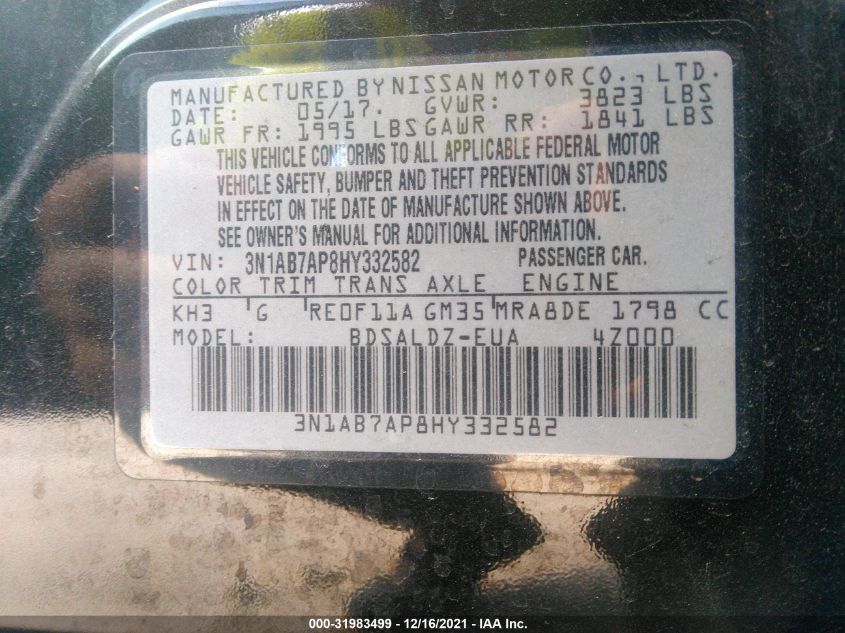 MANUFACTURED BY NISSAN MOTOR CO., LTD.
DATE: 05/17. GVWR: 3823 LBS
GAWR FR: 1995 LBS GAWR RR: 1841 LBS
THIS VEHICLE CONFORMS TO ALL APPLICABLE FEDERAL MOTOR
VEHICLE SAFETY, BUMPER AND THEFT PREVENTION STANDARDS
IN EFFECT ON THE DATE OF MANUFACTURE SHOWN ABOVE.
SEE OWNER'S MANUAL FOR ADDITIONAL INFORMATION.
VIN: 3N1AB7AP8HY332582 PASSENGER CAR.
COLOR TRIM TRANS AXLE ENGINE
KH3 G RE0F11A GM35 MRA8DE 1798 CC
MODEL: BDSALDZ-EUA 4Z000
3N1AB7AP8HY332582
000-31983499 - 12/16/2021 - IAA Inc.